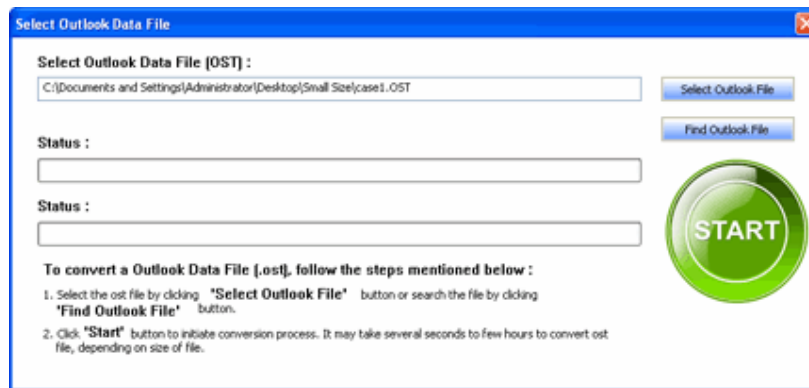 Select Outlook Data File
Select Outlook Data File (OST) :
C:\Documents and Settings\Administrator\Desktop\Small Size\case1.OST
Select Outlook File
Find Outlook File
Status :
Status :
START
To convert a Outlook Data File (.ost), follow the steps mentioned below :
1. Select the ost file by clicking "Select Outlook File" button or search the file by clicking
"Find Outlook File" button.
2. Click "Start" button to initiate conversion process. It may take several seconds to few hours to convert ost
file, depending on size of file.